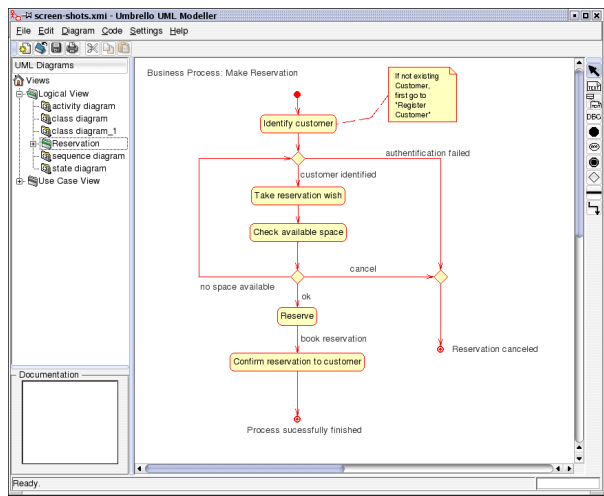 screen-shots.xmi - Umbrello UML Modeller
File Edit Diagram Code Settings Help
UML Diagrams
Views
Logical View
activity diagram
class diagram
class diagram_1
Reservation
sequence diagram
state diagram
Use Case View
Documentation
Business Process: Make Reservation
If not existing
Customer,
first go to
"Register
Customer"
Identify customer
authentification failed
customer identified
Take reservation wish
Check available space
cancel
no space available
ok
Reserve
book reservation
Reservation canceled
Confirm reservation to customer
Process sucessfully finished
Ready.